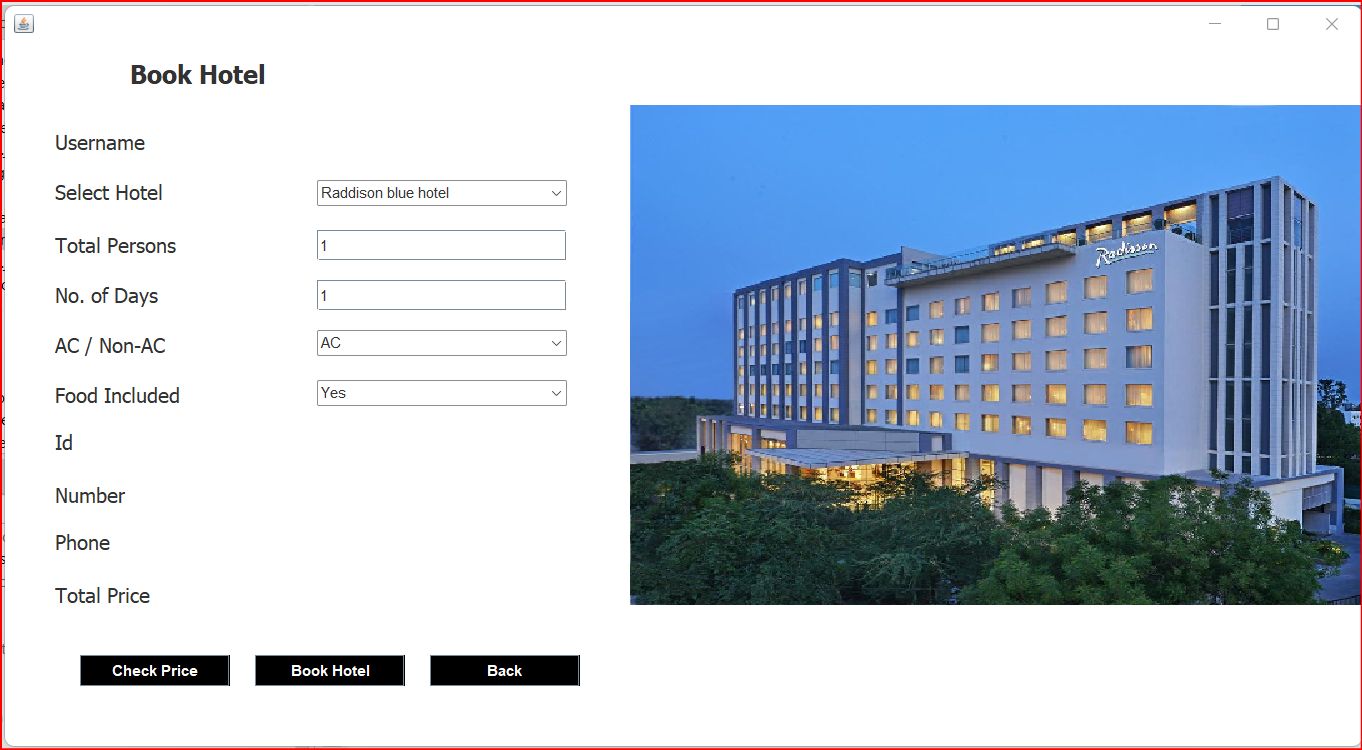 Book Hotel
Username
Select Hotel Raddison blue hotel
Total Persons 1
No. of Days 1
AC / Non-AC AC
Food Included Yes
Id
Number
Phone
Total Price
Check Price Book Hotel Back
Radisson